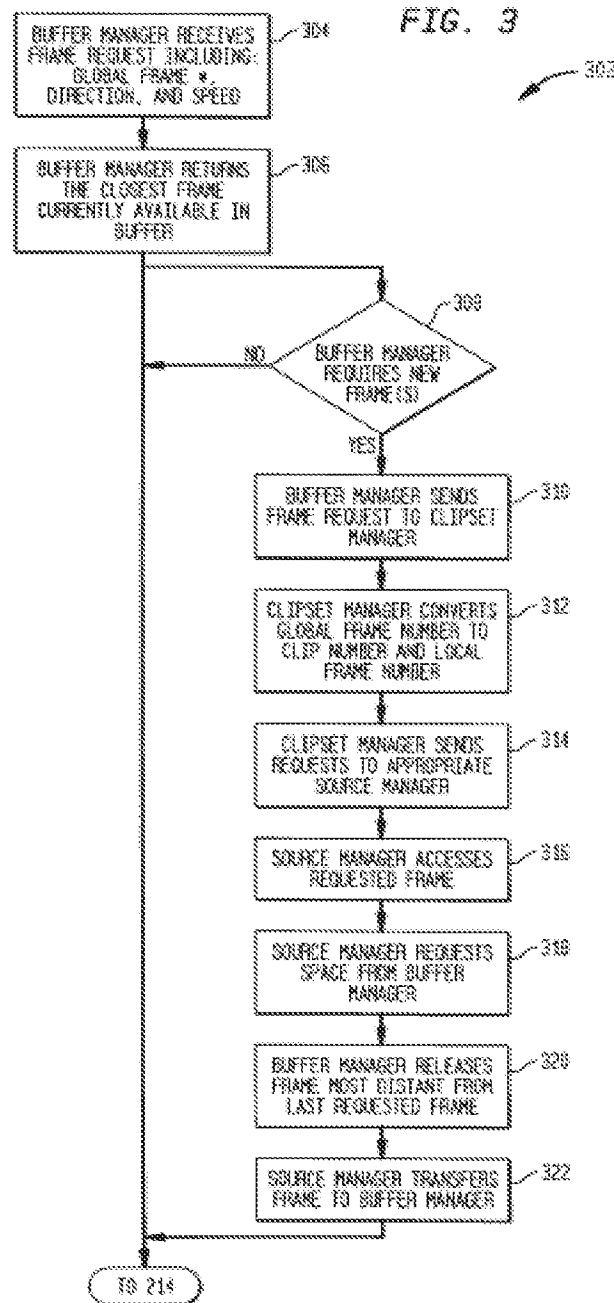 FIG. 3
302
304
BUFFER MANAGER RECEIVES
FRAME REQUEST INCLUDING:
GLOBAL FRAME #,
DIRECTION, AND SPEED
306
BUFFER MANAGER RETURNS
THE CLOSEST FRAME
CURRENTLY AVAILABLE IN
BUFFER
308
BUFFER MANAGER
REQUIRES NEW
FRAME(S)
NO
YES
310
BUFFER MANAGER SENDS
FRAME REQUEST TO CLIPSET
MANAGER
312
CLIPSET MANAGER CONVERTS
GLOBAL FRAME NUMBER TO
CLIP NUMBER AND LOCAL
FRAME NUMBER
314
CLIPSET MANAGER SENDS
REQUESTS TO APPROPRIATE
SOURCE MANAGER
316
SOURCE MANAGER ACCESSES
REQUESTED FRAME
318
SOURCE MANAGER REQUESTS
SPACE FROM BUFFER
MANAGER
320
BUFFER MANAGER RELEASES
FRAME MOST DISTANT FROM
LAST REQUESTED FRAME
322
SOURCE MANAGER TRANSFERS
FRAME TO BUFFER MANAGER
TO 214